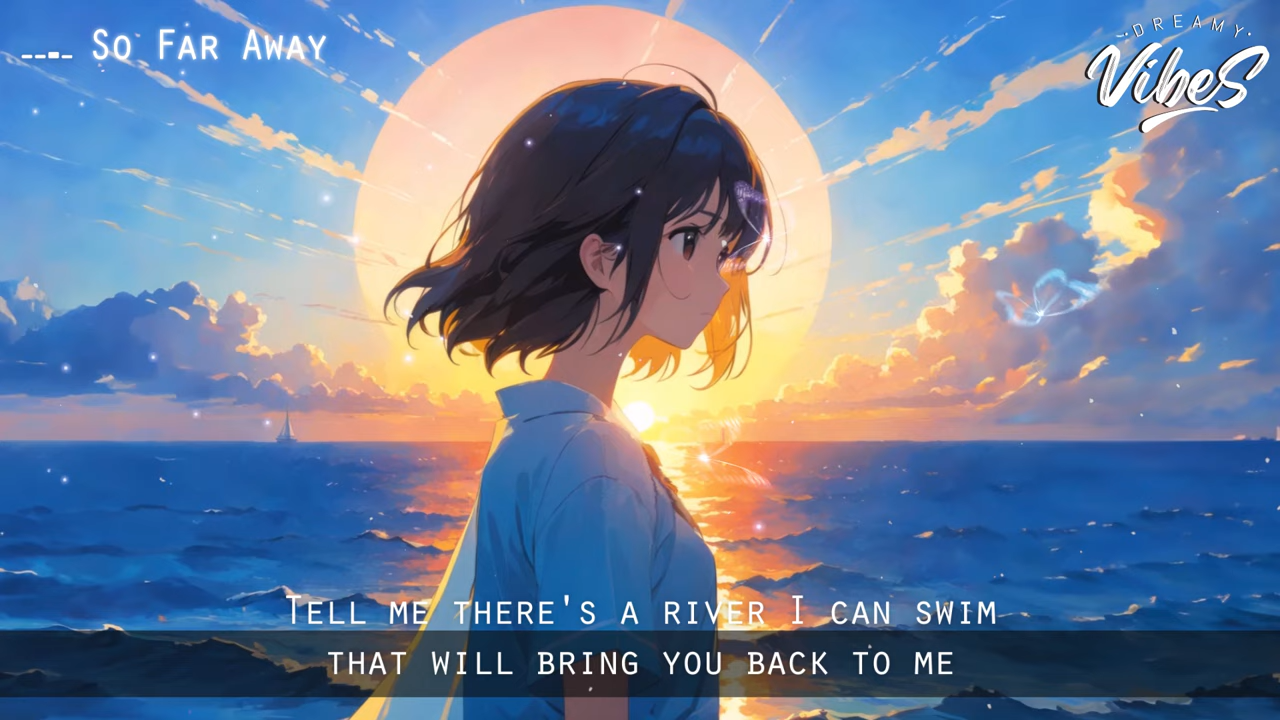 So Far Away
DREAMY
Vibes
Tell me there's a river I can swim
that will bring you back to me